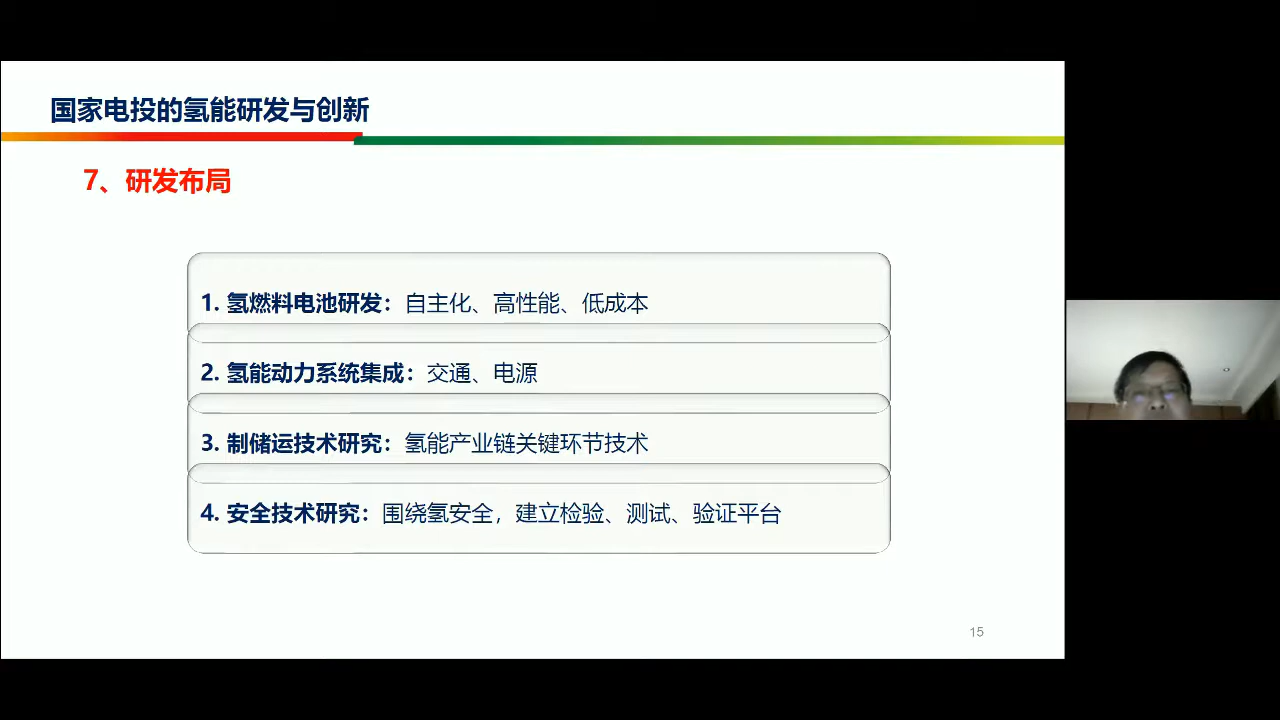 国家电投的氢能研发与创新
7、研发布局
1. 氢燃料电池研发：自主化、高性能、低成本
2. 氢能动力系统集成：交通、电源
3. 制储运技术研究：氢能产业链关键环节技术
4. 安全技术研究：围绕氢安全，建立检验、测试、验证平台
15